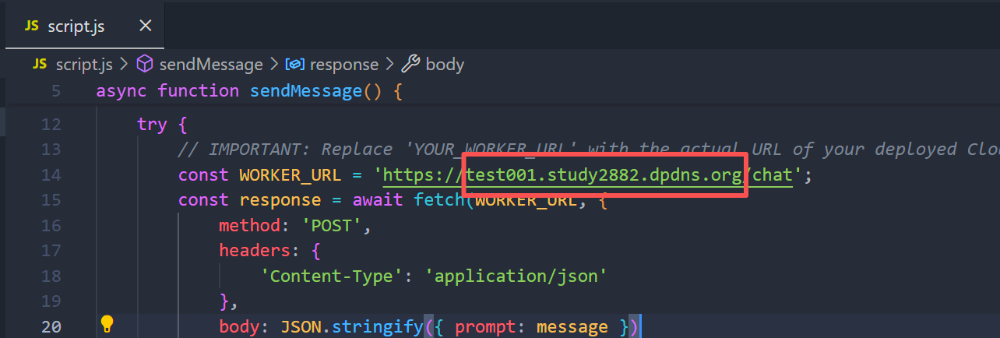 JS script.js ×
JS script.js > sendMessage > response > body
5 async function sendMessage() {
12 try {
13 // IMPORTANT: Replace 'YOUR_WORKER_URL' with the actual URL of your deployed Clo
14 const WORKER_URL = 'https://test001.study2882.dpdns.org/chat';
15 const response = await fetch(WORKER_URL, {
16 method: 'POST',
17 headers: {
18 'Content-Type': 'application/json'
19 },
20 body: JSON.stringify({ prompt: message })